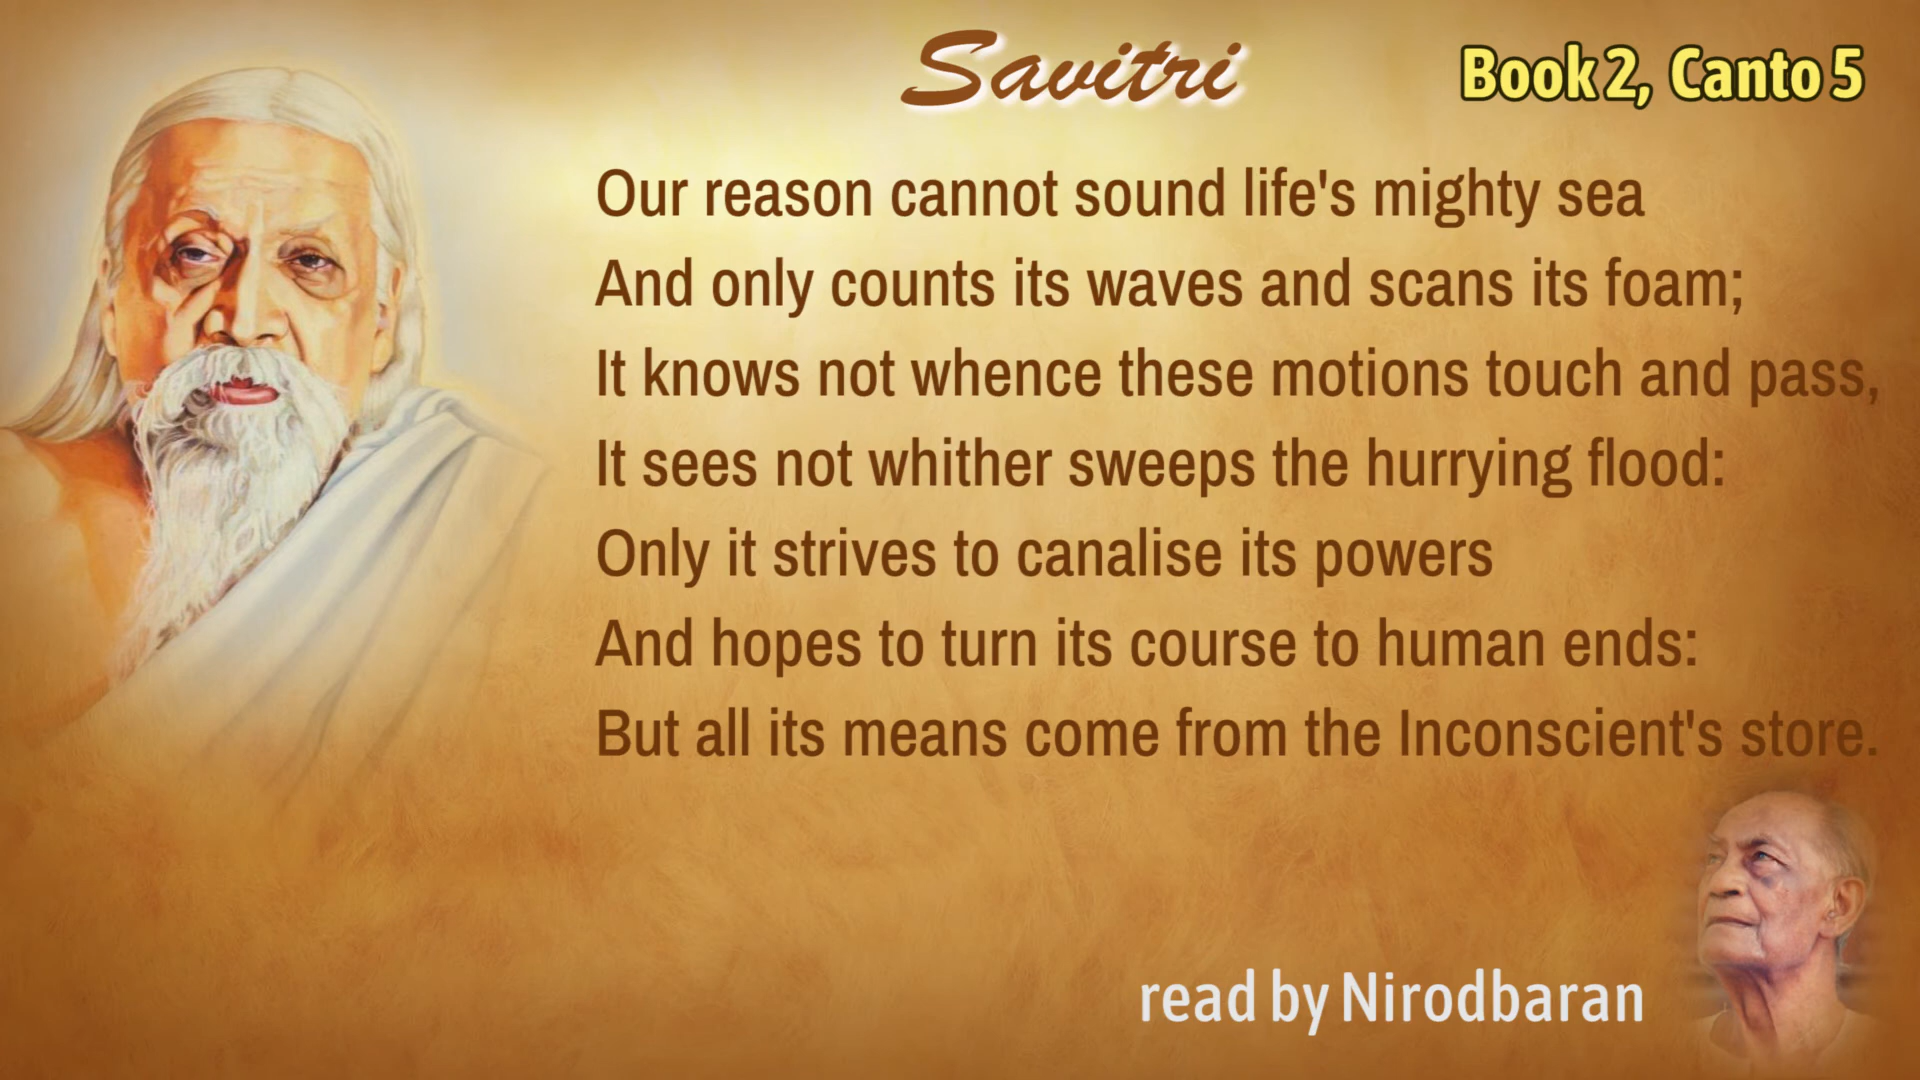 Savitri
Book 2, Canto 5
Our reason cannot sound life's mighty sea
And only counts its waves and scans its foam;
It knows not whence these motions touch and pass,
It sees not whither sweeps the hurrying flood:
Only it strives to canalise its powers
And hopes to turn its course to human ends:
But all its means come from the Inconscient's store.
read by Nirodbaran